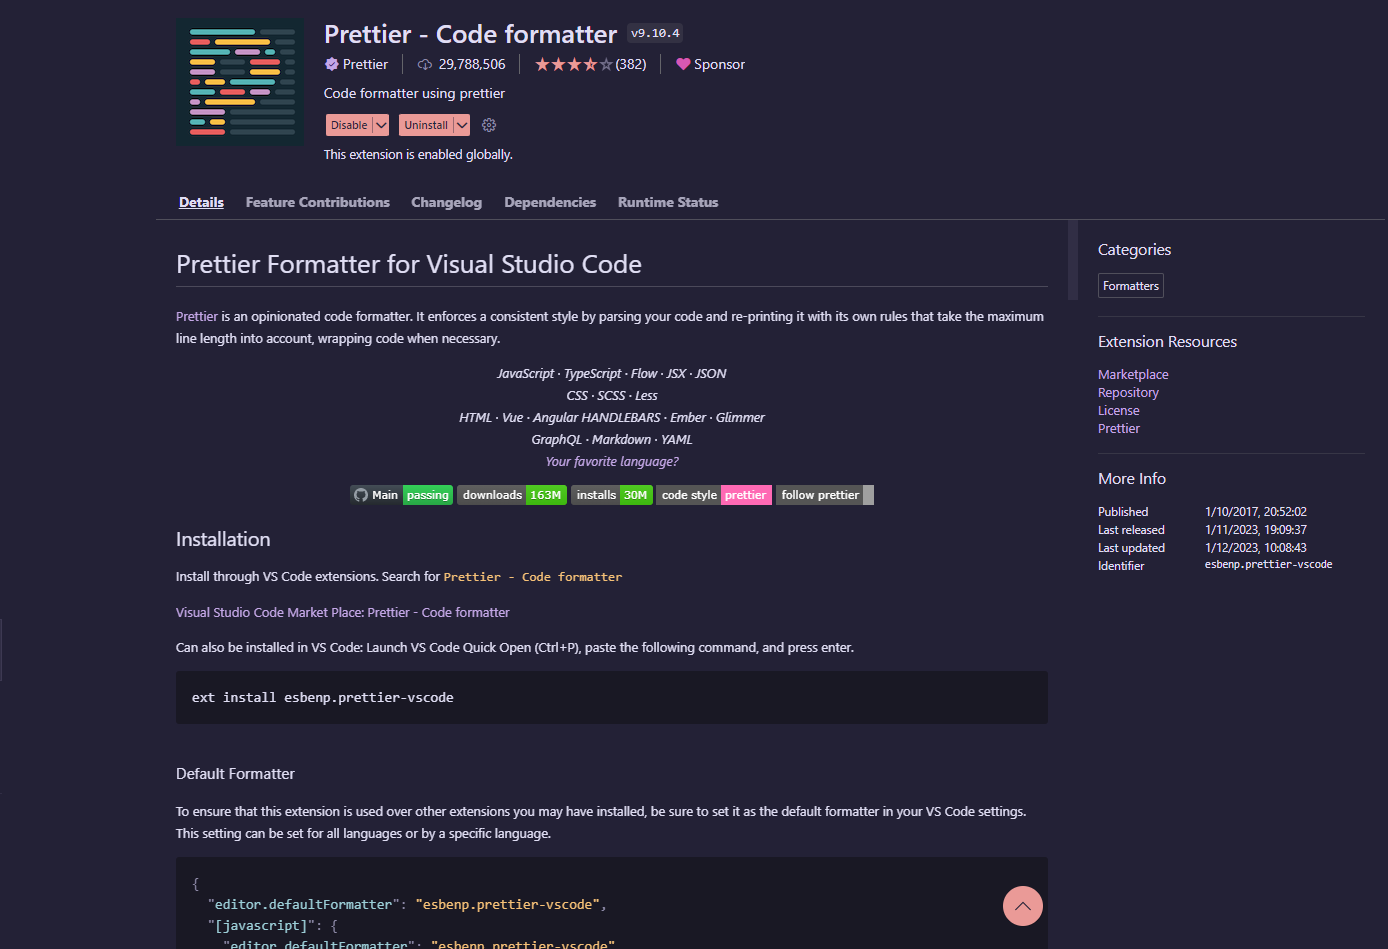 Prettier - Code formatter v9.10.4
Prettier 29,788,506 (382) Sponsor
Code formatter using prettier
Disable Uninstall
This extension is enabled globally.
Details Feature Contributions Changelog Dependencies Runtime Status
Prettier Formatter for Visual Studio Code
Prettier is an opinionated code formatter. It enforces a consistent style by parsing your code and re-printing it with its own rules that take the maximum
line length into account, wrapping code when necessary.
JavaScript · TypeScript · Flow · JSX · JSON
CSS · SCSS · Less
HTML · Vue · Angular HANDLEBARS · Ember · Glimmer
GraphQL · Markdown · YAML
Your favorite language?
Main passing downloads 163M installs 30M code style prettier follow prettier
Installation
Install through VS Code extensions. Search for Prettier - Code formatter
Visual Studio Code Market Place: Prettier - Code formatter
Can also be installed in VS Code: Launch VS Code Quick Open (Ctrl+P), paste the following command, and press enter.
ext install esbenp.prettier-vscode
Default Formatter
To ensure that this extension is used over other extensions you may have installed, be sure to set it as the default formatter in your VS Code settings.
This setting can be set for all languages or by a specific language.
{
"editor.defaultFormatter": "esbenp.prettier-vscode",
"[javascript]": {
"editor.defaultFormatter": "esbenp.prettier-vscode"
Categories
Formatters
Extension Resources
Marketplace
Repository
License
Prettier
More Info
Published 1/10/2017, 20:52:02
Last released 1/11/2023, 19:09:37
Last updated 1/12/2023, 10:08:43
Identifier esbenp.prettier-vscode